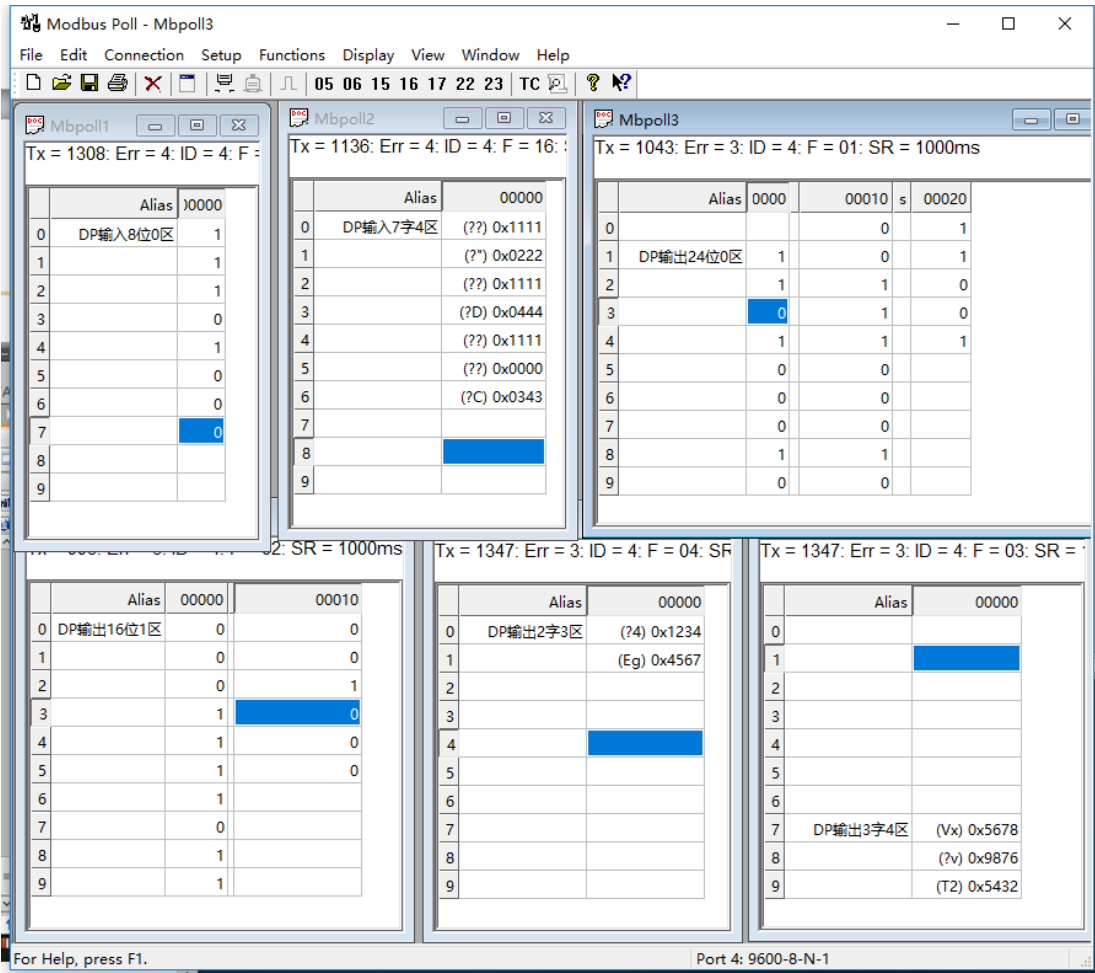 Modbus Poll - Mbpoll3
File Edit Connection Setup Functions Display View Window Help
05 06 15 16 17 22 23 TC
Mbpoll1
Tx = 1308: Err = 4: ID = 4: F =
Alias 00000
0 DP输入8位0区 1
1 1
2 1
3 0
4 1
5 0
6 0
7 0
8
9
Mbpoll2
Tx = 1136: Err = 4: ID = 4: F = 16:
Alias 00000
0 DP输入7字4区 (??) 0x1111
1 (?") 0x0222
2 (??) 0x1111
3 (?D) 0x0444
4 (??) 0x1111
5 (??) 0x0000
6 (?C) 0x0343
7
8
9
Mbpoll3
Tx = 1043: Err = 3: ID = 4: F = 01: SR = 1000ms
Alias 0000 00010 s 00020
0 0 1
1 DP输出24位0区 1 0 1
2 1 1 0
3 0 1 0
4 1 1 1
5 0 0
6 0 0
7 0 0
8 1 1
9 0 0
02: SR = 1000ms
Alias 00000 00010
0 DP输出16位1区 0 0
1 0 0
2 0 1
3 1 0
4 1 0
5 1 0
6 1
7 0
8 1
9 1
Tx = 1347: Err = 3: ID = 4: F = 04: SR
Alias 00000
0 DP输出2字3区 (?4) 0x1234
1 (Eg) 0x4567
2
3
4
5
6
7
8
9
Tx = 1347: Err = 3: ID = 4: F = 03: SR =
Alias 00000
0
1
2
3
4
5
6
7 DP输出3字4区 (Vx) 0x5678
8 (?v) 0x9876
9 (T2) 0x5432
For Help, press F1.
Port 4: 9600-8-N-1